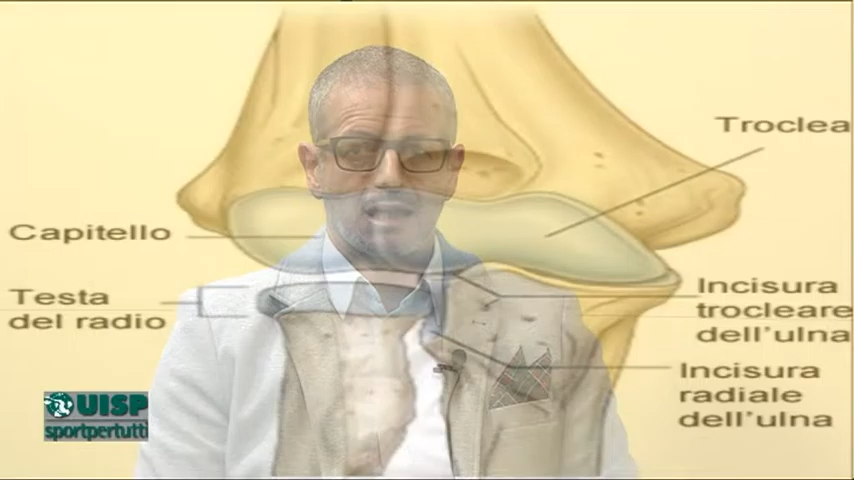 Troclea
Capitello
Testa
del radio
Incisura
trocleare
dell'ulna
Incisura
radiale
dell'ulna
UISP
sportpertutti